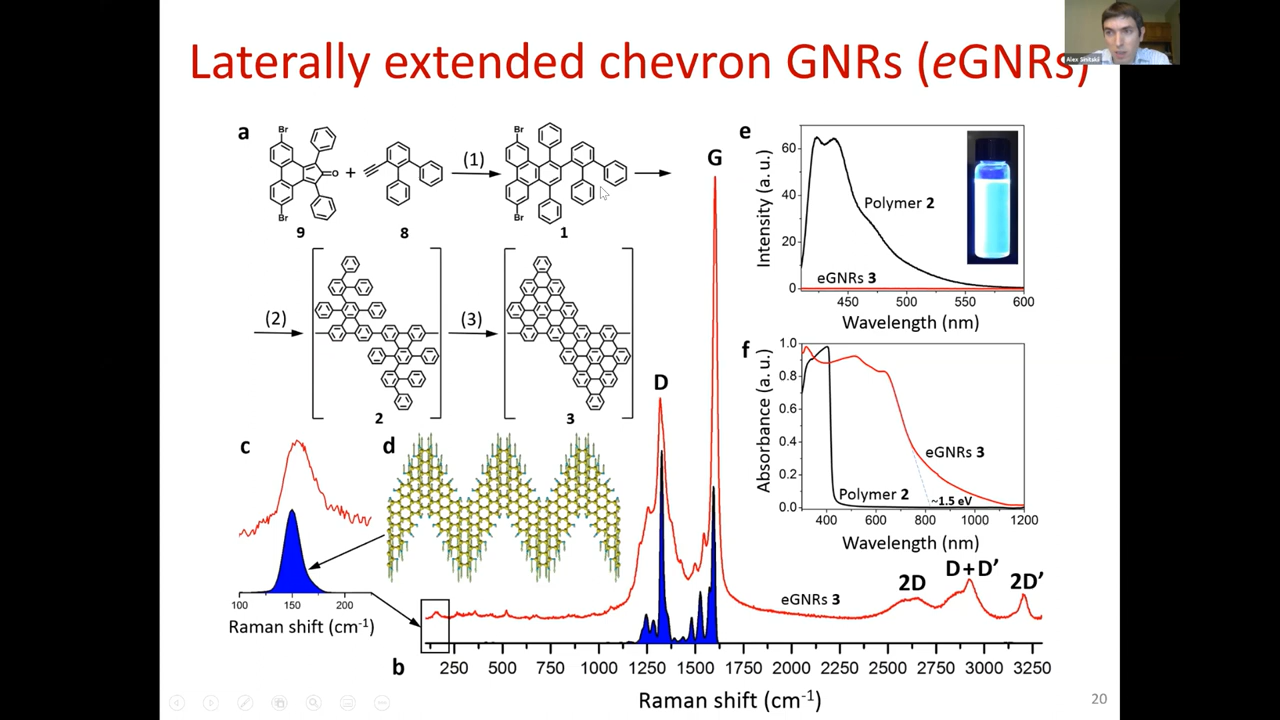 Laterally extended chevron GNRs (eGNRs)
Alex Sinitskii
a
Br
O
+
Br
9
8
(1)
Br
Br
1
(2)
2
(3)
3
e
Intensity (a. u.)
60
40
20
0
Polymer 2
eGNRs 3
450 500 550 600
Wavelength (nm)
f
Absorbance (a. u.)
1.0
0.8
0.6
0.4
0.2
0.0
eGNRs 3
Polymer 2
~1.5 eV
400 600 800 1000 1200
Wavelength (nm)
c
100 150 200
Raman shift (cm-1)
d
D
G
eGNRs 3
2D
D+D’
2D’
b
250 500 750 1000 1250 1500 1750 2000 2250 2500 2750 3000 3250
Raman shift (cm-1)
20